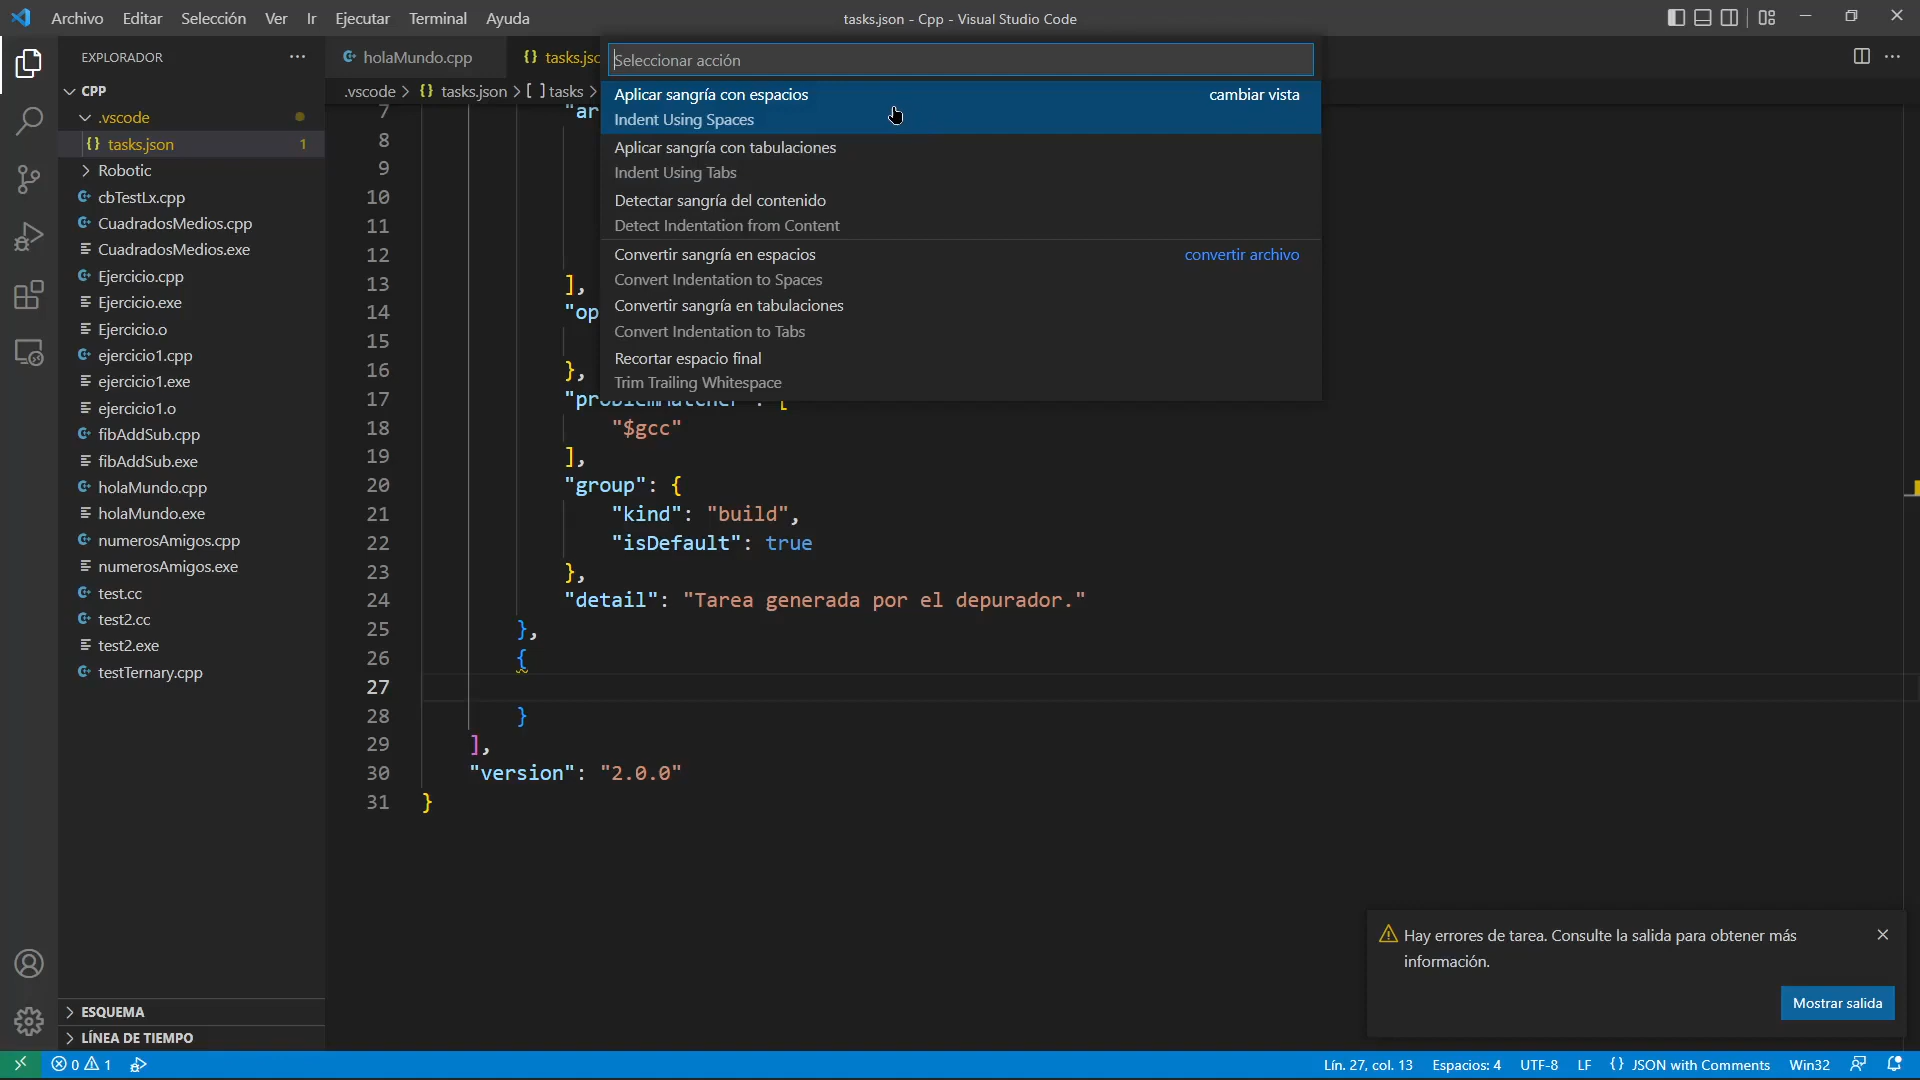 Archivo Editar Selección Ver Ir Ejecutar Terminal Ayuda
tasks.json - Cpp - Visual Studio Code
EXPLORADOR
CPP
.vscode
tasks.json 1
Robotic
cbTestLx.cpp
CuadradosMedios.cpp
CuadradosMedios.exe
Ejercicio.cpp
Ejercicio.exe
Ejercicio.o
ejercicio1.cpp
ejercicio1.exe
ejercicio1.o
fibAddSub.cpp
fibAddSub.exe
holaMundo.cpp
holaMundo.exe
numerosAmigos.cpp
numerosAmigos.exe
test.cc
test2.cc
test2.exe
testTernary.cpp
ESQUEMA
LÍNEA DE TIEMPO
holaMundo.cpp
{} tasks.jso
.vscode > {} tasks.json > [ ] tasks >
Seleccionar acción
Aplicar sangría con espacios cambiar vista
Indent Using Spaces
Aplicar sangría con tabulaciones
Indent Using Tabs
Detectar sangría del contenido
Detect Indentation from Content
Convertir sangría en espacios convertir archivo
Convert Indentation to Spaces
Convertir sangría en tabulaciones
Convert Indentation to Tabs
Recortar espacio final
Trim Trailing Whitespace
7 "ar
8
9
10
11
12
13 ],
14 "op
15
16 },
17 "problemMatcher": [
18 "$gcc"
19 ],
20 "group": {
21 "kind": "build",
22 "isDefault": true
23 },
24 "detail": "Tarea generada por el depurador."
25 },
26 {
27
28 }
29 ],
30 "version": "2.0.0"
31 }
Hay errores de tarea. Consulte la salida para obtener más
información.
Mostrar salida
0 1
Lín. 27, col. 13 Espacios: 4 UTF-8 LF {} JSON with Comments Win32